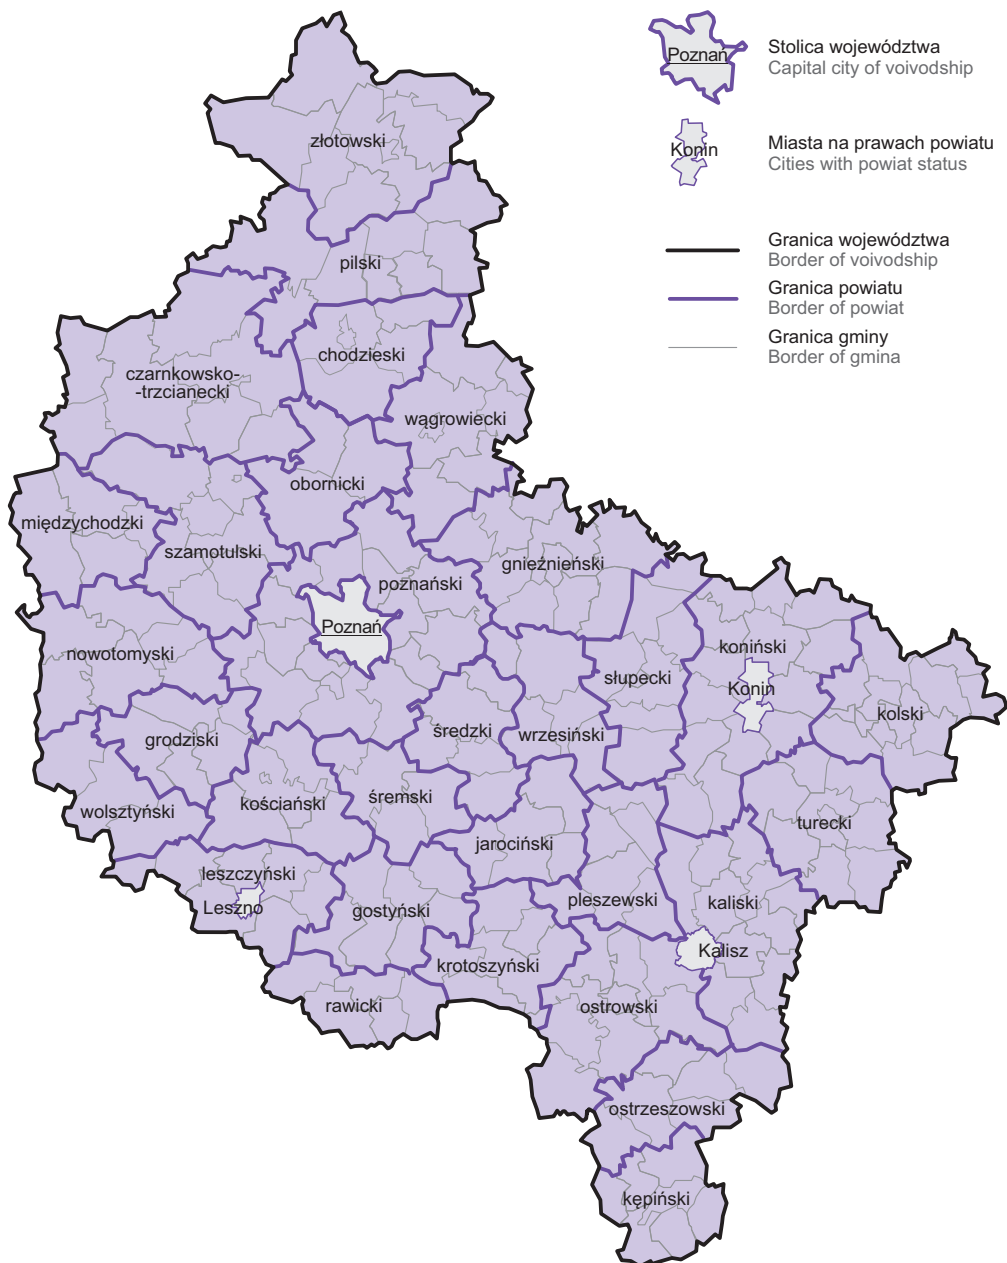 Poznań
Stolica województwa
Capital city of voivodship
Konin
Miasta na prawach powiatu
Cities with powiat status
Granica województwa
Border of voivodship
Granica powiatu
Border of powiat
Granica gminy
Border of gmina
złotowski
pilski
chodzieski
czarnkowsko-
-trzcianecki
wągrowiecki
obornicki
międzychodzki
szamotulski
gnieźnieński
poznański
Poznań
nowotomyski
koniński
słupecki
Konin
kolski
średzki
wrzesiński
grodziski
wolsztyński
kościański
śremski
turecki
jarociński
leszczyński
Leszno
gostyński
pleszewski
kaliski
Kalisz
krotoszyński
rawicki
ostrowski
ostrzeszowski
kępiński